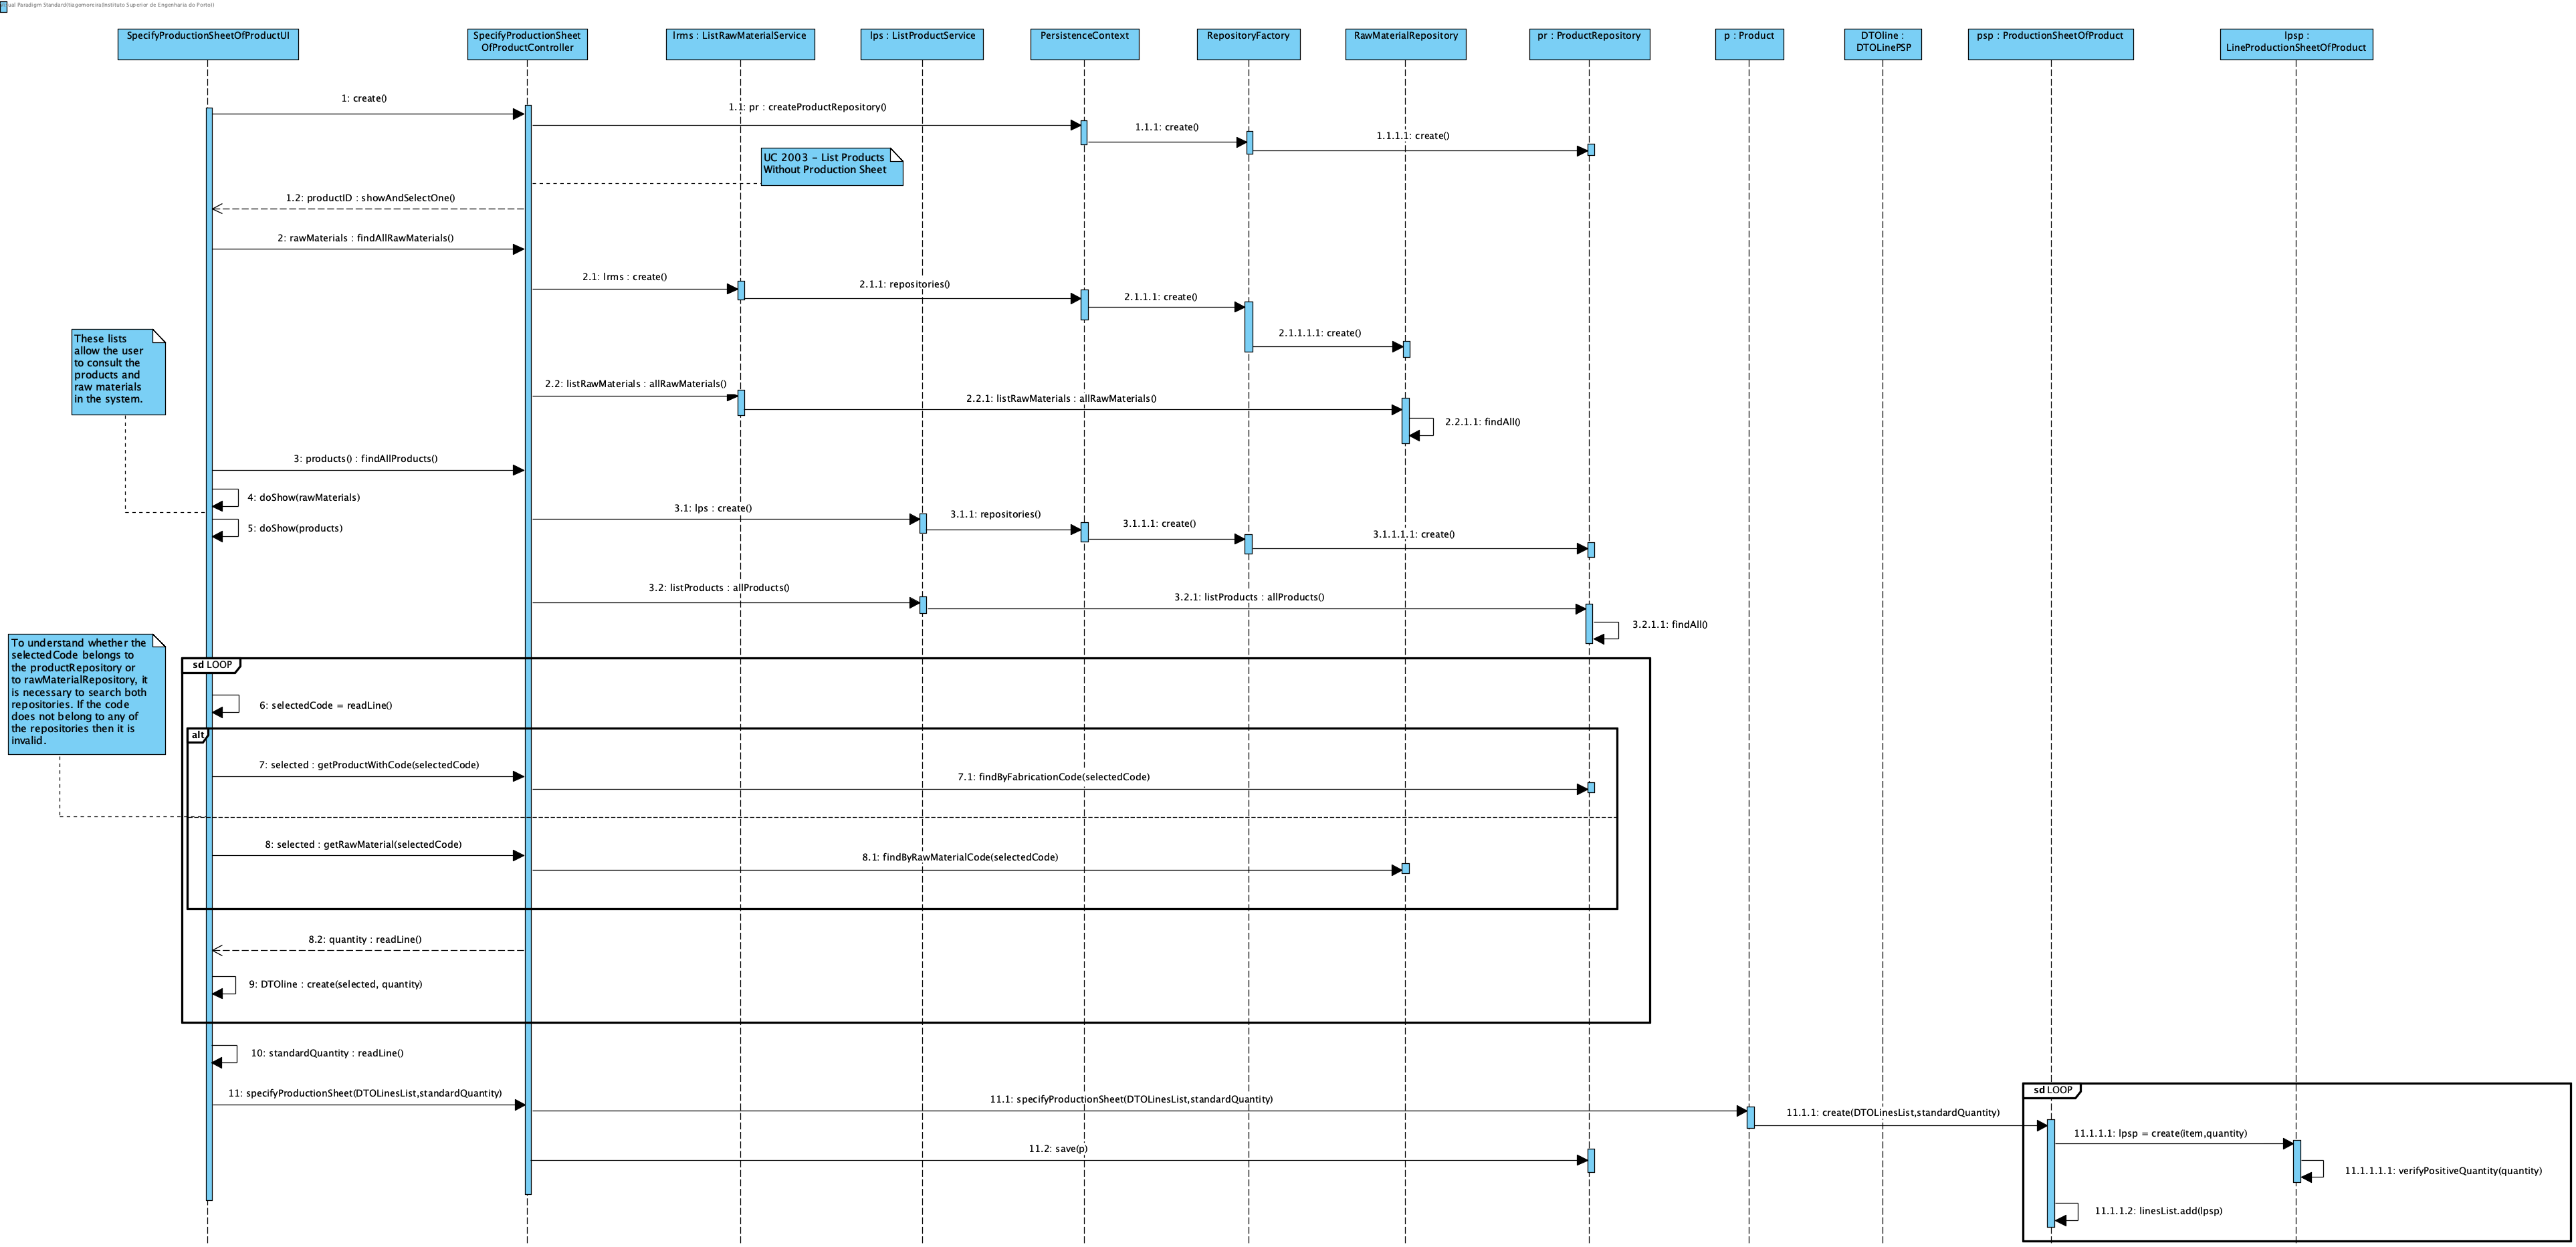 ual Paradigm Standard(tiagomoreira(Instituto Superior de Engenharia do Porto))
SpecifyProductionSheetOfProductUI
SpecifyProductionSheet
OfProductController
lrms : ListRawMaterialService
lps : ListProductService
PersistenceContext
RepositoryFactory
RawMaterialRepository
pr : ProductRepository
p : Product
DTOline :
DTOLinePSP
psp : ProductionSheetOfProduct
lpsp :
LineProductionSheetOfProduct
1: create()
1.1: pr : createProductRepository()
1.1.1: create()
1.1.1.1: create()
UC 2003 - List Products
Without Production Sheet
1.2: productID : showAndSelectOne()
2: rawMaterials : findAllRawMaterials()
2.1: lrms : create()
2.1.1: repositories()
2.1.1.1: create()
2.1.1.1.1: create()
These lists
allow the user
to consult the
products and
raw materials
in the system.
2.2: listRawMaterials : allRawMaterials()
2.2.1: listRawMaterials : allRawMaterials()
2.2.1.1: findAll()
3: products() : findAllProducts()
4: doShow(rawMaterials)
5: doShow(products)
3.1: lps : create()
3.1.1: repositories()
3.1.1.1: create()
3.1.1.1.1: create()
3.2: listProducts : allProducts()
3.2.1: listProducts : allProducts()
3.2.1.1: findAll()
To understand whether the
selectedCode belongs to
the productRepository or
to rawMaterialRepository, it
is necessary to search both
repositories. If the code
does not belong to any of
the repositories then it is
invalid.
sd LOOP
6: selectedCode = readLine()
alt
7: selected : getProductWithCode(selectedCode)
7.1: findByFabricationCode(selectedCode)
8: selected : getRawMaterial(selectedCode)
8.1: findByRawMaterialCode(selectedCode)
8.2: quantity : readLine()
9: DTOline : create(selected, quantity)
10: standardQuantity : readLine()
11: specifyProductionSheet(DTOLinesList,standardQuantity)
11.1: specifyProductionSheet(DTOLinesList,standardQuantity)
11.1.1: create(DTOLinesList,standardQuantity)
sd LOOP
11.1.1.1: lpsp = create(item,quantity)
11.1.1.1.1: verifyPositiveQuantity(quantity)
11.2: save(p)
11.1.1.2: linesList.add(lpsp)